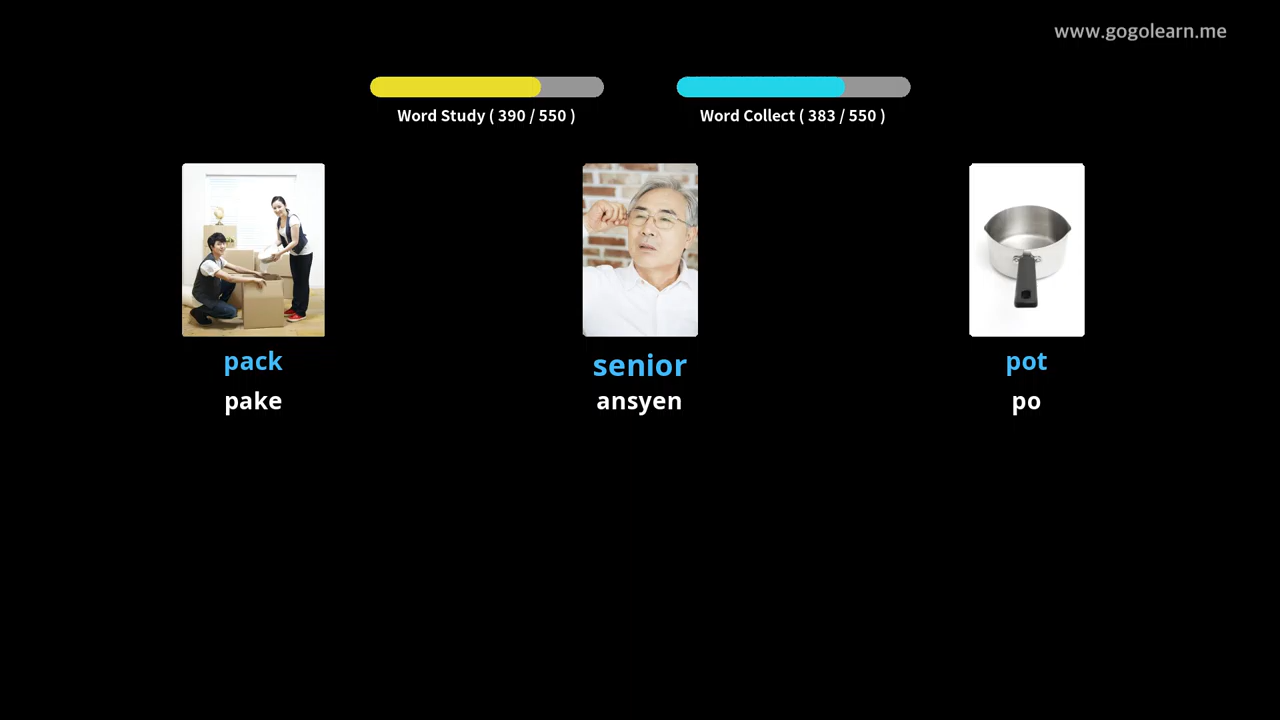 www.gogolearn.me
Word Study ( 390 / 550 )
Word Collect ( 383 / 550 )
pack
pake
senior
ansyen
pot
po